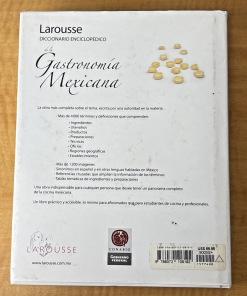 Larousse
DICCIONARIO ENCICLOPÉDICO
de la
Gastronomía
Mexicana
La obra más completa sobre el tema, escrita por una autoridad en la materia.
- Más de 4000 términos y definiciones que comprenden:
- Ingredientes
- Utensilios
- Productos
- Preparaciones
- Técnicas
- Oficios
- Regiones geográficas
- Estados
- Más de 1200 imágenes
- Sinónimos en español y en otras lenguas habladas en México
- Referencias cruzadas que amplían la información de los términos
- Tablas temáticas de ingredientes y preparaciones
Una obra indispensable para cualquier persona que desee tener un panorama completo
de la cocina mexicana.
Un libro práctico y accesible, lo mismo para aficionados que para estudiantes de cocina y profesionales.
LAROUSSE
www.larousse.com.mx
CONABIO
GOBIERNO
FEDERAL
US$